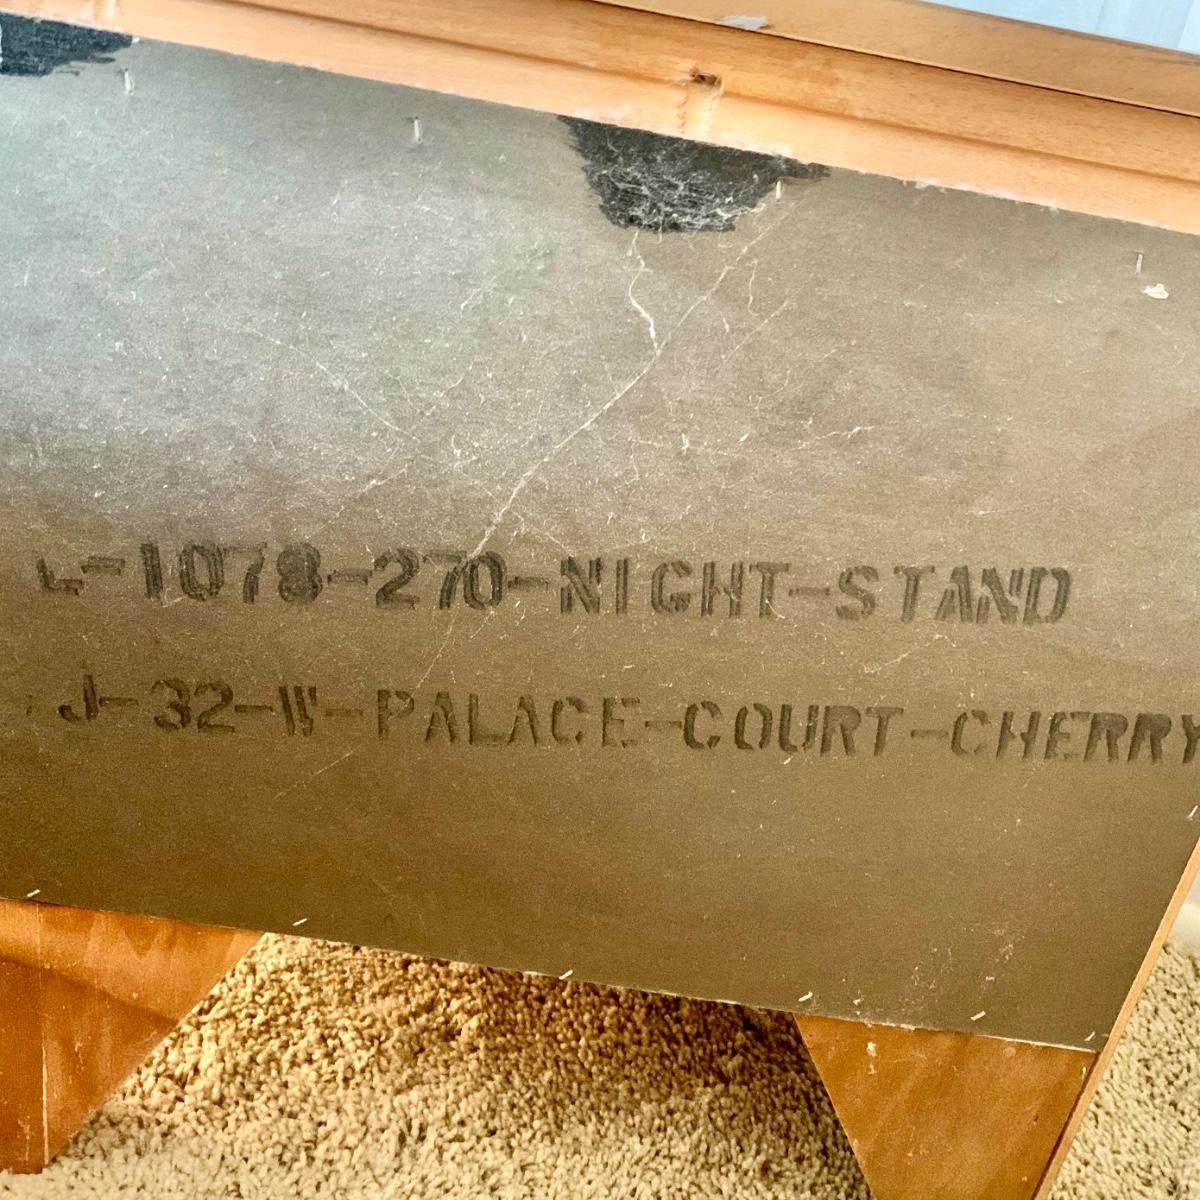 L-1078-270-NIGHT-STAND
J-32-W-PALACE-COURT-CHERRY